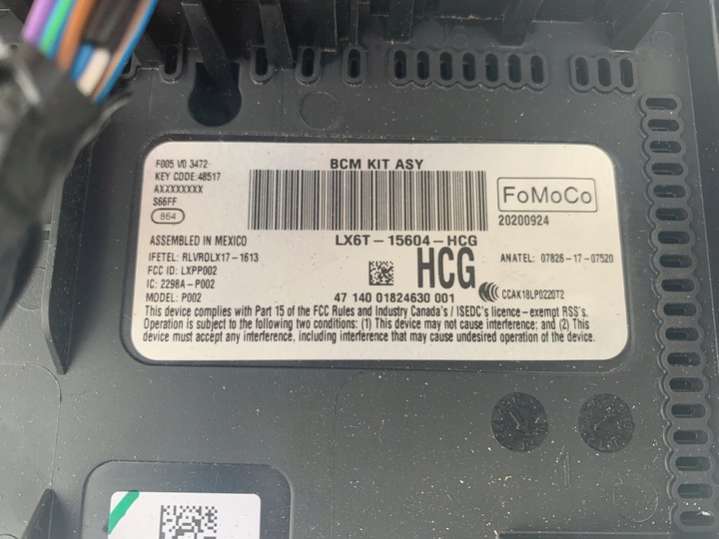 F005 V0 3472
KEY CODE:48517
AXXXXXXXX
S66FF
864
BCM KIT ASY
FoMoCo
20200924
ASSEMBLED IN MEXICO
LX6T-15604-HCG
IFETEL: RLVROLX17-1613
HCG
ANATEL: 07826-17-07520
FCC ID: LXPP002
IC: 2298A-P002
MODEL: P002
47 140 01824630 001
CCAK18LP0220T2
This device complies with Part 15 of the FCC Rules and Industry Canada's / ISEDC's licence - exempt RSS's.
Operation is subject to the following two conditions: (1) This device may not cause interference; and (2) This
device must accept any interference, including interference that may cause undesired operation of the device.